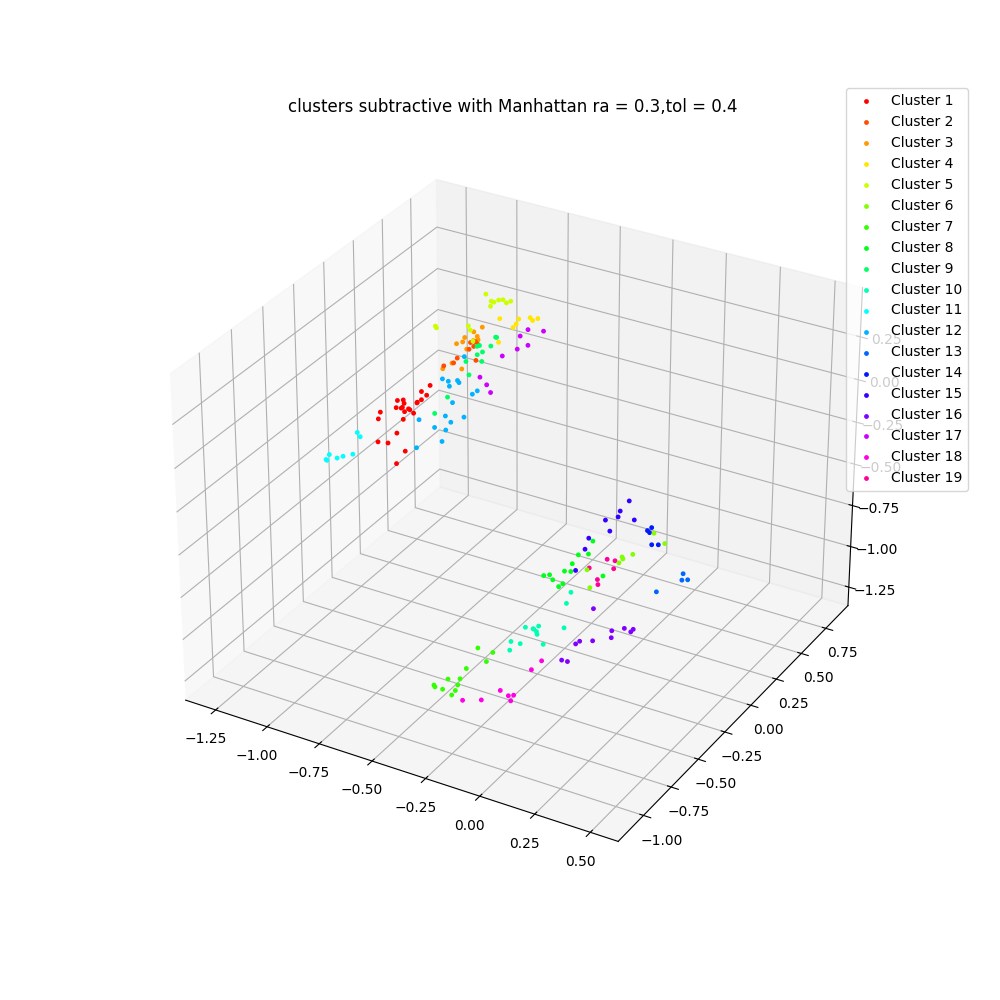 clusters subtractive with Manhattan ra = 0.3,tol = 0.4
Cluster 1
Cluster 2
Cluster 3
Cluster 4
Cluster 5
Cluster 6
Cluster 7
Cluster 8
Cluster 9
Cluster 10
Cluster 11
Cluster 12
Cluster 13
Cluster 14
Cluster 15
Cluster 16
Cluster 17
Cluster 18
Cluster 19
0.25
0.00
−0.25
−0.50
−0.75
−1.00
−1.25
0.75
0.50
0.25
0.00
−0.25
−0.50
−0.75
−1.00
−1.25
−1.00
−0.75
−0.50
−0.25
0.00
0.25
0.50